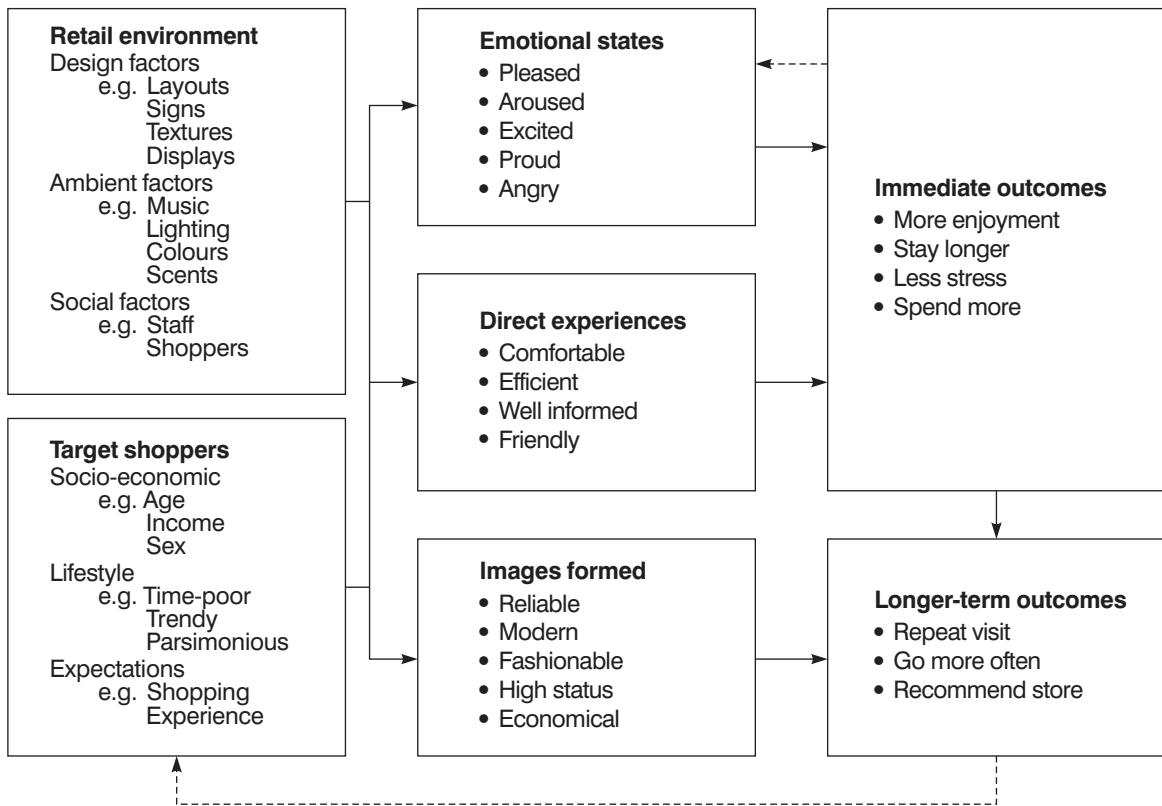 Retail environment
Design factors
e.g. Layouts
Signs
Textures
Displays
Ambient factors
e.g. Music
Lighting
Colours
Scents
Social factors
e.g. Staff
Shoppers
Target shoppers
Socio-economic
e.g. Age
Income
Sex
Lifestyle
e.g. Time-poor
Trendy
Parsimonious
Expectations
e.g. Shopping
Experience
Emotional states
• Pleased
• Aroused
• Excited
• Proud
• Angry
Direct experiences
• Comfortable
• Efficient
• Well informed
• Friendly
Images formed
• Reliable
• Modern
• Fashionable
• High status
• Economical
Immediate outcomes
• More enjoyment
• Stay longer
• Less stress
• Spend more
Longer-term outcomes
• Repeat visit
• Go more often
• Recommend store